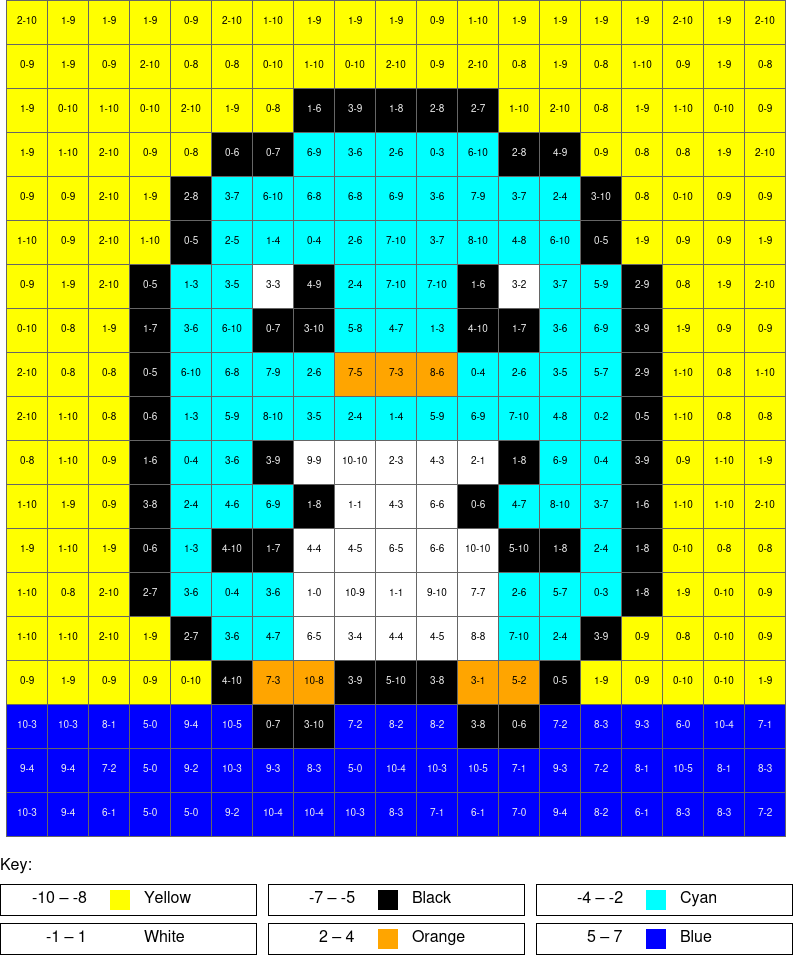 2-10 1-9 1-9 1-9 0-9 2-10 1-10 1-9 1-9 1-9 0-9 1-10 1-9 1-9 1-9 1-9 2-10 1-9 2-10
0-9 1-9 0-9 2-10 0-8 0-8 0-10 1-10 0-10 2-10 0-9 2-10 0-8 1-9 0-8 1-10 0-9 1-9 0-8
1-9 0-10 1-10 0-10 2-10 1-9 0-8 1-6 3-9 1-8 2-8 2-7 1-10 2-10 0-8 1-9 1-10 0-10 0-9
1-9 1-10 2-10 0-9 0-8 0-6 0-7 6-9 3-6 2-6 0-3 6-10 2-8 4-9 0-9 0-8 0-8 1-9 2-10
0-9 0-9 2-10 1-9 2-8 3-7 6-10 6-8 6-8 6-9 3-6 7-9 3-7 2-4 3-10 0-8 0-10 0-9 0-9
1-10 0-9 2-10 1-10 0-5 2-5 1-4 0-4 2-6 7-10 3-7 8-10 4-8 6-10 0-5 1-9 0-9 0-9 1-9
0-9 1-9 2-10 0-5 1-3 3-5 3-3 4-9 2-4 7-10 7-10 1-6 3-2 3-7 5-9 2-9 0-8 1-9 2-10
0-10 0-8 1-9 1-7 3-6 6-10 0-7 3-10 5-8 4-7 1-3 4-10 1-7 3-6 6-9 3-9 1-9 0-9 0-9
2-10 0-8 0-8 0-5 6-10 6-8 7-9 2-6 7-5 7-3 8-6 0-4 2-6 3-5 5-7 2-9 1-10 0-8 1-10
2-10 1-10 0-8 0-6 1-3 5-9 8-10 3-5 2-4 1-4 5-9 6-9 7-10 4-8 0-2 0-5 1-10 0-8 0-8
0-8 1-10 0-9 1-6 0-4 3-6 3-9 9-9 10-10 2-3 4-3 2-1 1-8 6-9 0-4 3-9 0-9 1-10 1-9
1-10 1-9 0-9 3-8 2-4 4-6 6-9 1-8 1-1 4-3 6-6 0-6 4-7 8-10 3-7 1-6 1-10 1-10 2-10
1-9 1-10 1-9 0-6 1-3 4-10 1-7 4-4 4-5 6-5 6-6 10-10 5-10 1-8 2-4 1-8 0-10 0-8 0-8
1-10 0-8 2-10 2-7 3-6 0-4 3-6 1-0 10-9 1-1 9-10 7-7 2-6 5-7 0-3 1-8 1-9 0-10 0-9
1-10 1-10 2-10 1-9 2-7 3-6 4-7 6-5 3-4 4-4 4-5 8-8 7-10 2-4 3-9 0-9 0-8 0-10 0-9
0-9 1-9 0-9 0-9 0-10 4-10 7-3 10-8 3-9 5-10 3-8 3-1 5-2 0-5 1-9 0-9 0-10 0-10 1-9
10-3 10-3 8-1 5-0 9-4 10-5 0-7 3-10 7-2 8-2 8-2 3-8 0-6 7-2 8-3 9-3 6-0 10-4 7-1
9-4 9-4 7-2 5-0 9-2 10-3 9-3 8-3 5-0 10-4 10-3 10-5 7-1 9-3 7-2 8-1 10-5 8-1 8-3
10-3 9-4 6-1 5-0 5-0 9-2 10-4 10-4 10-3 8-3 7-1 6-1 7-0 9-4 8-2 6-1 8-3 8-3 7-2
Key:
-10 – -8 Yellow -7 – -5 Black -4 – -2 Cyan
-1 – 1 White 2 – 4 Orange 5 – 7 Blue